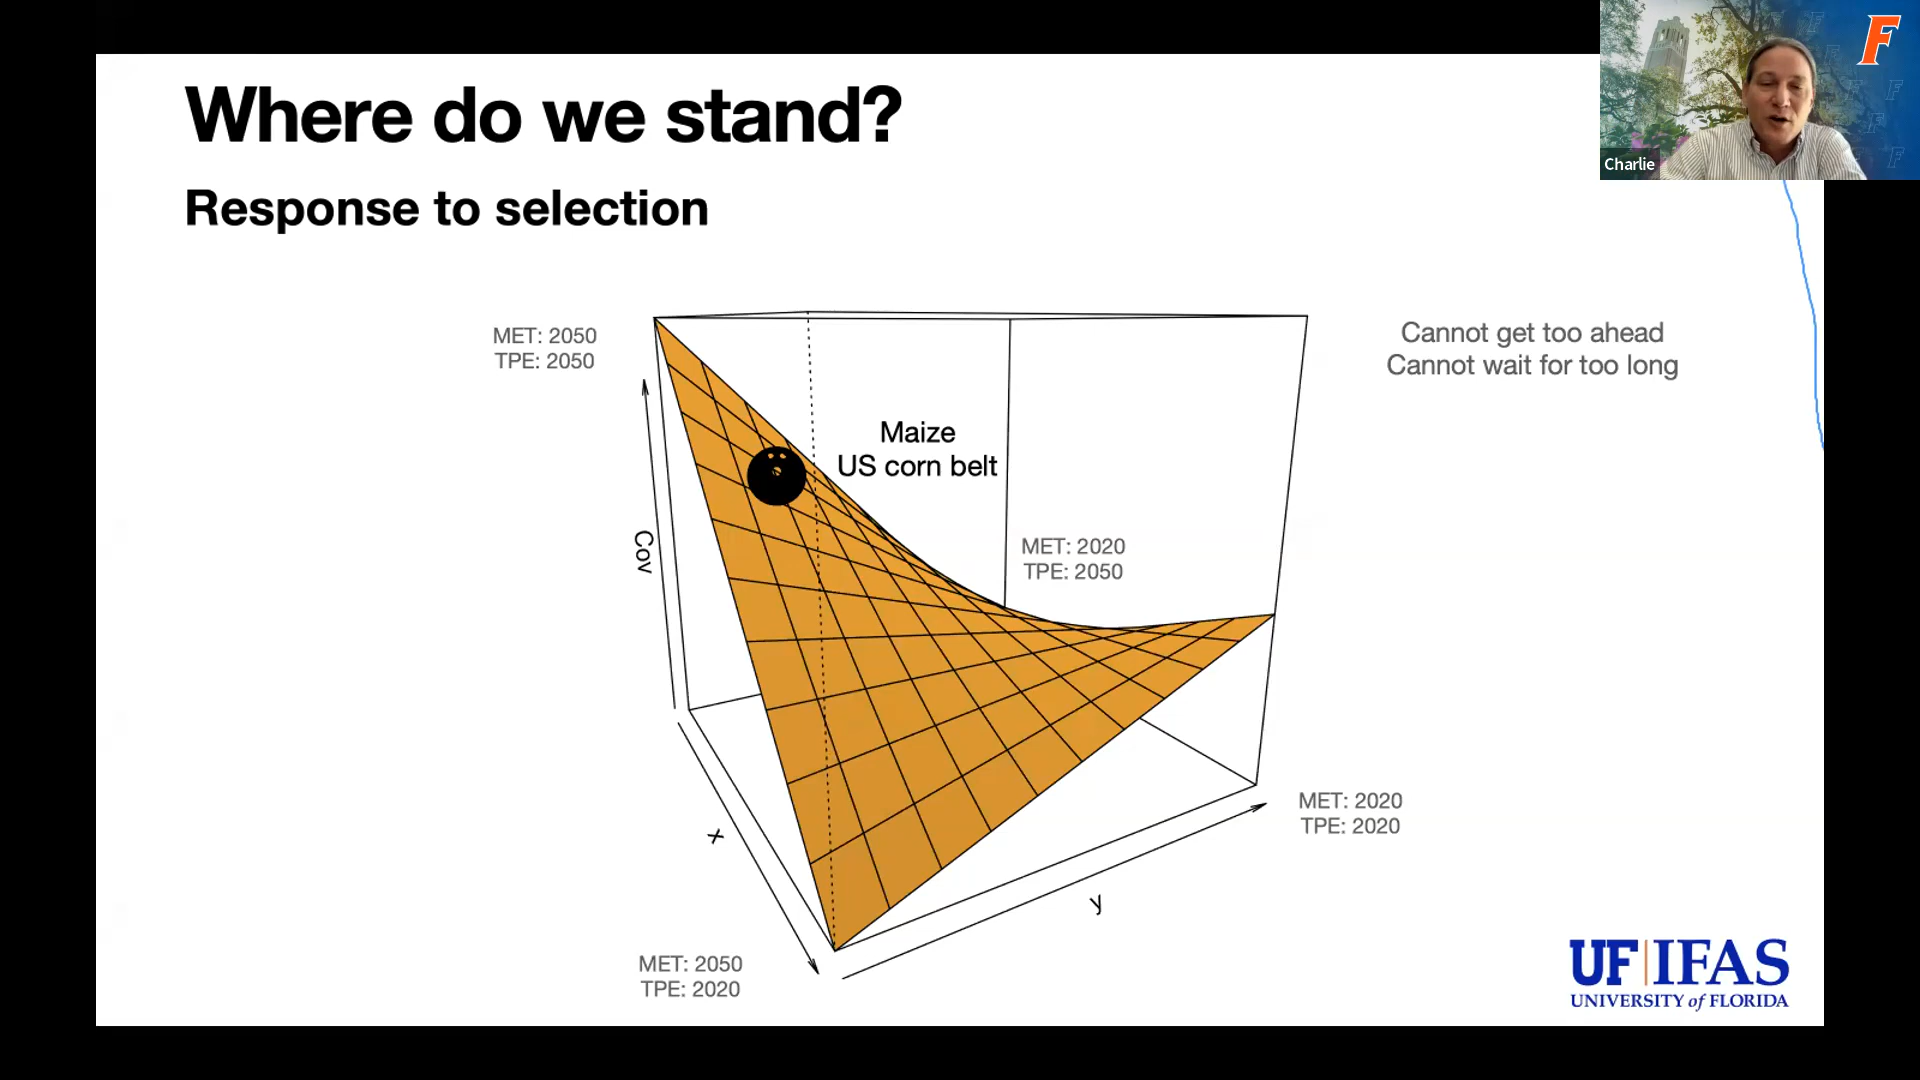 Where do we stand?
Response to selection
Charlie
F
MET: 2050
TPE: 2050
Cannot get too ahead
Cannot wait for too long
Maize
US corn belt
Cov
MET: 2020
TPE: 2050
x
y
MET: 2020
TPE: 2020
MET: 2050
TPE: 2020
UF|IFAS
UNIVERSITY of FLORIDA